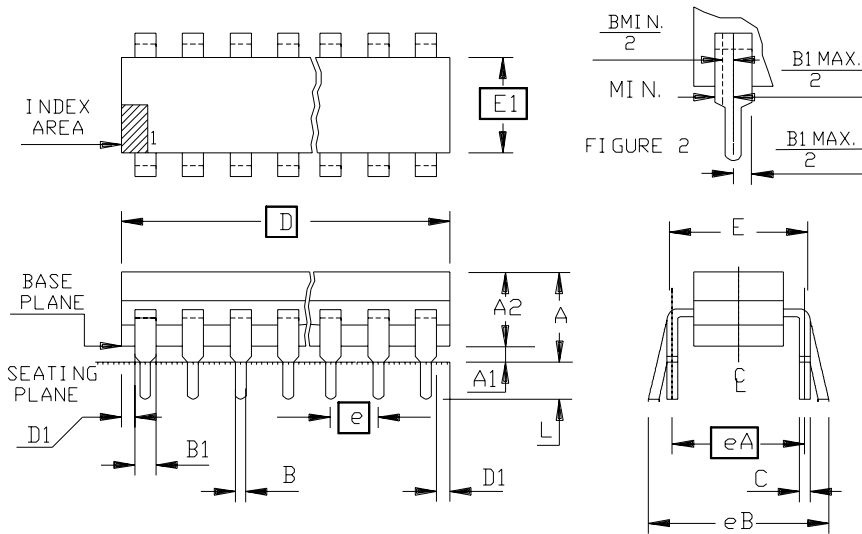 INDEX
AREA
1
E1
D
BMIN.
2
MIN.
B1MAX.
2
FIGURE 2
B1MAX.
2
BASE
PLANE
SEATING
PLANE
A2
A
A1
L
e
D1
B1
B
D1
E
C
L
eA
C
eB